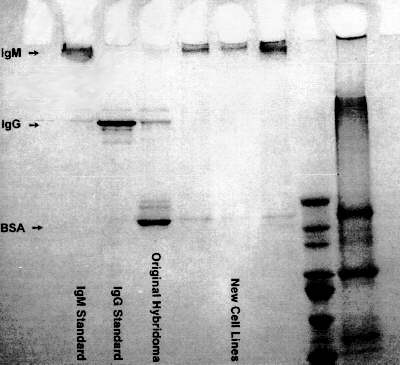 IgM →
IgG →
BSA →
IgM Standard
IgG Standard
Original Hybridoma
New Cell Lines